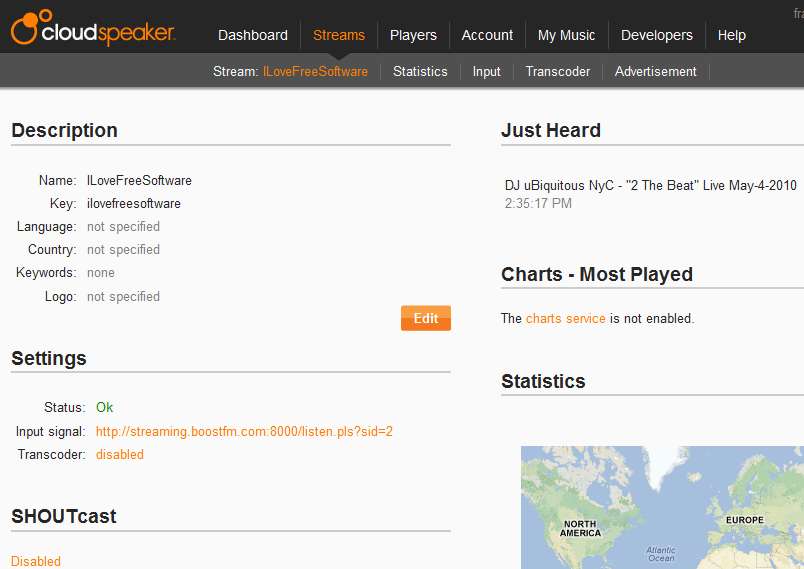 cloudspeaker
Dashboard Streams Players Account My Music Developers Help
Stream: ILoveFreeSoftware Statistics Input Transcoder Advertisement
Description
Name: ILoveFreeSoftware
Key: ilovefreesoftware
Language: not specified
Country: not specified
Keywords: none
Logo: not specified
Edit
Settings
Status: Ok
Input signal: http://streaming.boostfm.com:8000/listen.pls?sid=2
Transcoder: disabled
SHOUTcast
Disabled
Just Heard
DJ uBiquitous NyC - "2 The Beat" Live May-4-2010
2:35:17 PM
Charts - Most Played
The charts service is not enabled.
Statistics
NORTH
AMERICA
EUROPE
Atlantic
Ocean